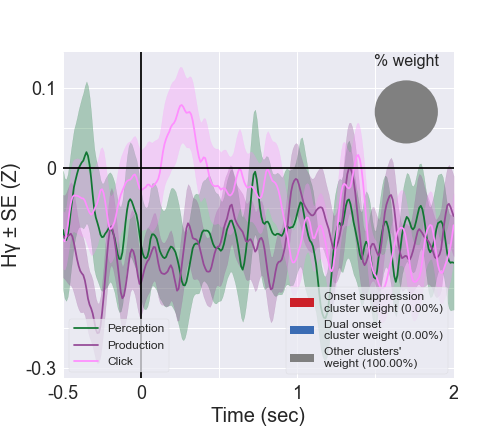 % weight
0.1
0
-0.3
Hγ ± SE (Z)
Perception
Production
Click
Onset suppression
cluster weight (0.00%)
Dual onset
cluster weight (0.00%)
Other clusters'
weight (100.00%)
-0.5
0
1
2
Time (sec)